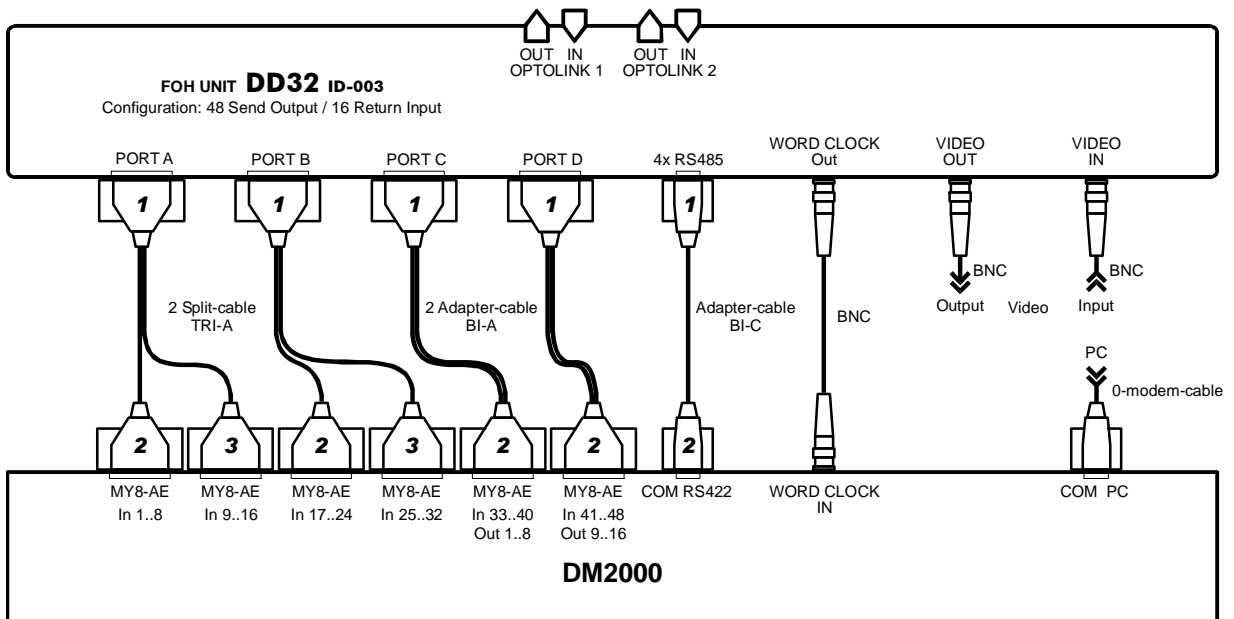 OUT IN OUT IN
OPTOLINK 1 OPTOLINK 2
FOH UNIT DD32 ID-003
Configuration: 48 Send Output / 16 Return Input
PORT A PORT B PORT C PORT D 4x RS485 WORD CLOCK Out VIDEO OUT VIDEO IN
1 1 1 1 1
BNC BNC
2 Split-cable TRI-A 2 Adapter-cable BI-A Adapter-cable BI-C BNC Output Video Input
PC
0-modem-cable
2 3 2 3 2 2 2
MY8-AE MY8-AE MY8-AE MY8-AE MY8-AE MY8-AE COM RS422 WORD CLOCK IN COM PC
In 1..8 In 9..16 In 17..24 In 25..32 In 33..40 In 41..48
Out 1..8 Out 9..16
DM2000